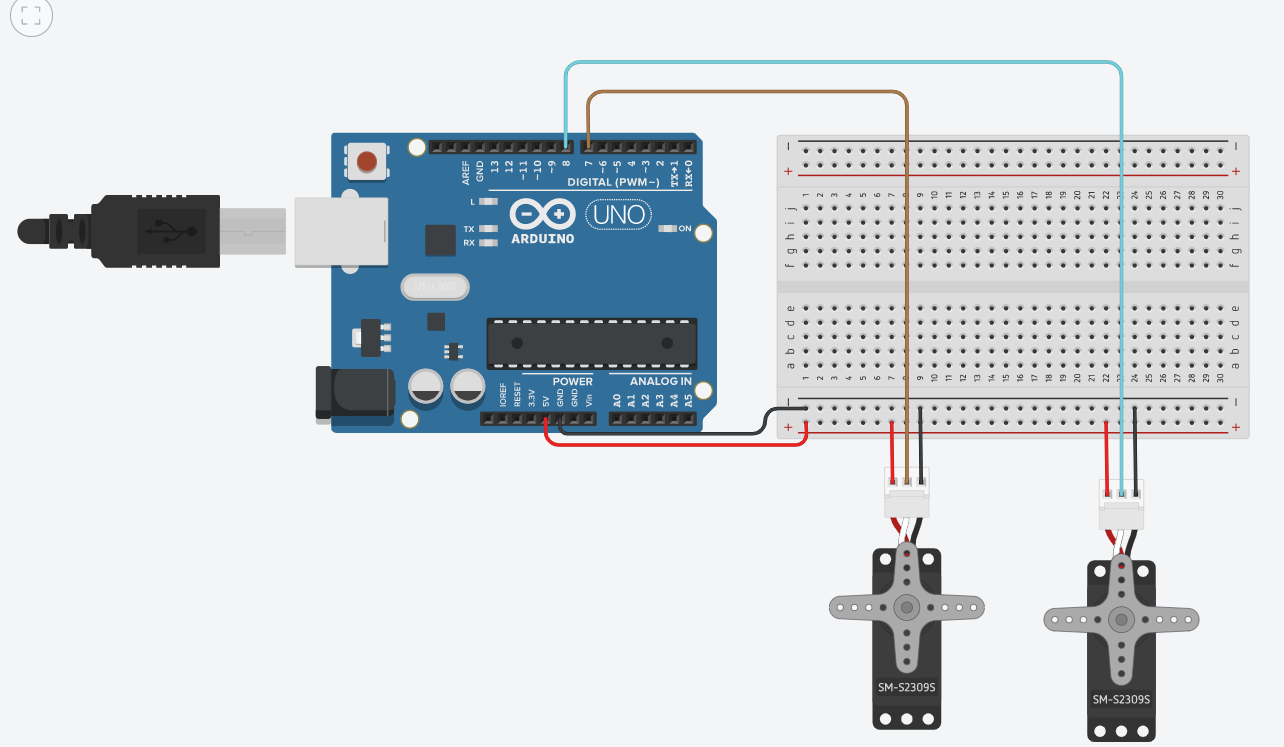 AREF
GND
13
12
~11
~10
~9
8
7
~6
~5
4
~3
2
TX→1
RX←0
DIGITAL (PWM~)
L
TX
RX
ARDUINO
UNO
ON
IOREF
RESET
3.3V
5V
GND
GND
Vin
POWER
ANALOG IN
A0
A1
A2
A3
A4
A5
− −
+ +
1 2 3 4 5 6 7 9 10 11 12 13 14 15 16 17 18 19 20 21 22 23 24 25 26 27 28 29 30
j j
i i
h h
g g
f f
e e
d d
c c
b b
a a
1 2 3 4 5 6 7 8 9 10 11 12 13 14 15 16 17 18 19 20 21 22 23 24 25 26 27 28 29 30
− −
+ +
SM-S2309S
SM-S2309S